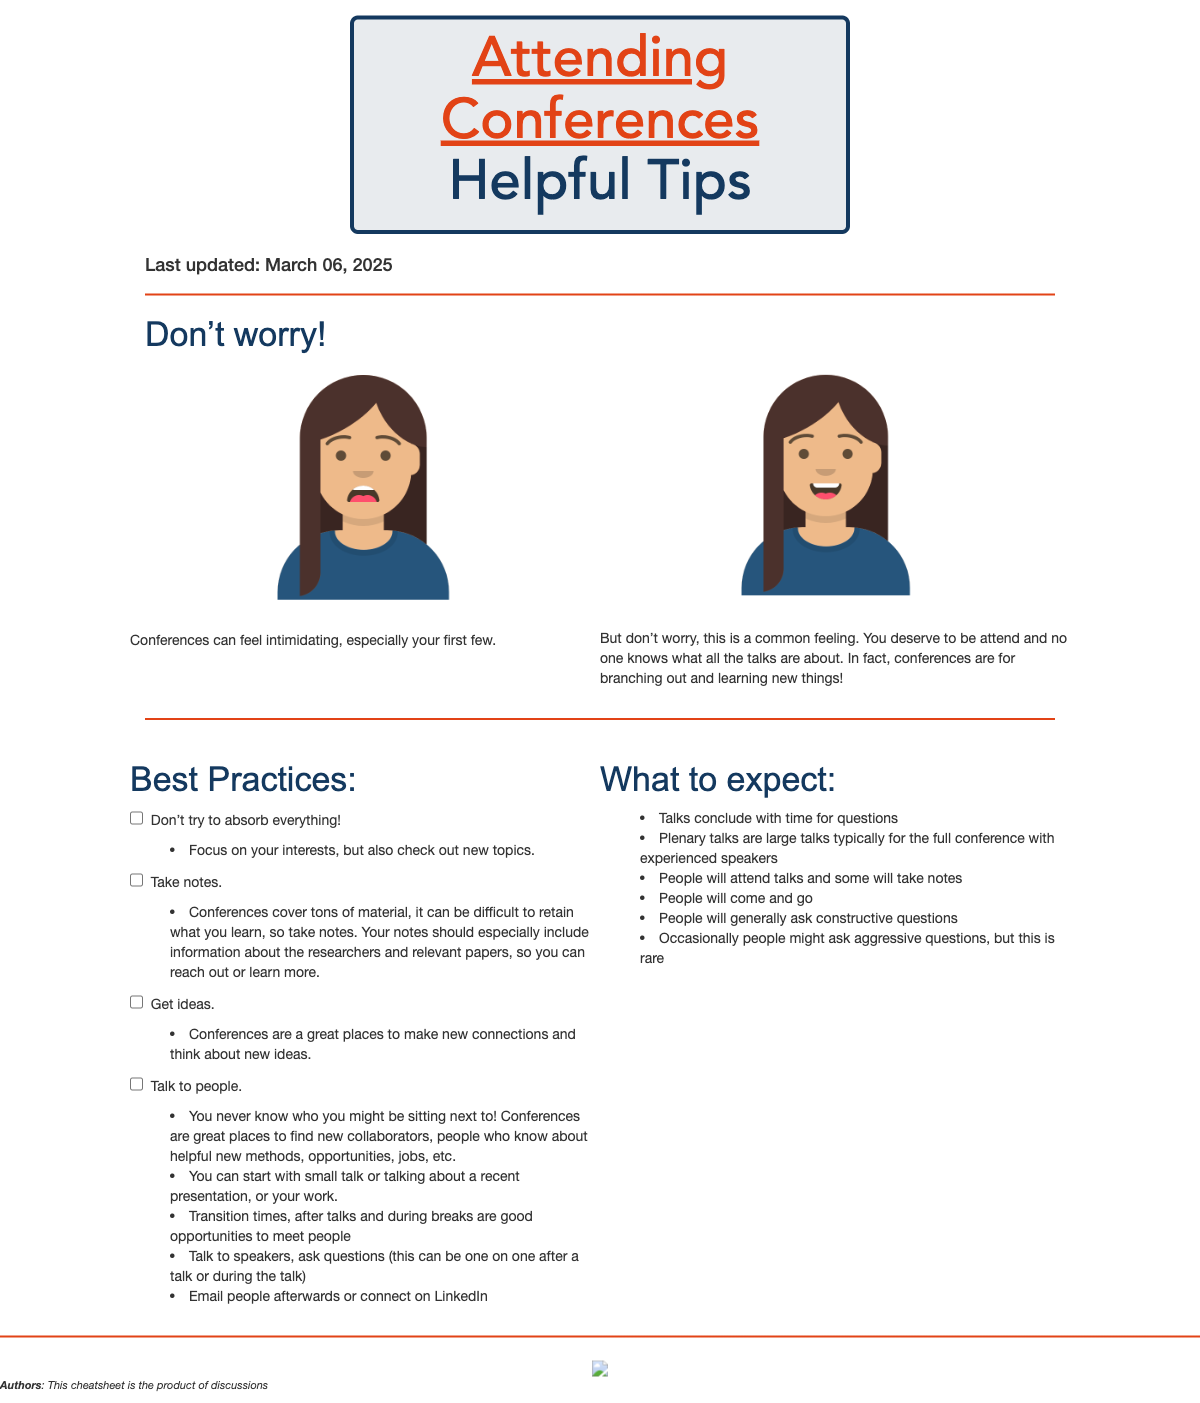 Attending
Conferences
Helpful Tips
Last updated: March 06, 2025
Don’t worry!
Conferences can feel intimidating, especially your first few.
But don’t worry, this is a common feeling. You deserve to be attend and no
one knows what all the talks are about. In fact, conferences are for
branching out and learning new things!
Best Practices:
Don’t try to absorb everything!
• Focus on your interests, but also check out new topics.
Take notes.
• Conferences cover tons of material, it can be difficult to retain
what you learn, so take notes. Your notes should especially include
information about the researchers and relevant papers, so you can
reach out or learn more.
Get ideas.
• Conferences are a great places to make new connections and
think about new ideas.
Talk to people.
• You never know who you might be sitting next to! Conferences
are great places to find new collaborators, people who know about
helpful new methods, opportunities, jobs, etc.
• You can start with small talk or talking about a recent
presentation, or your work.
• Transition times, after talks and during breaks are good
opportunities to meet people
• Talk to speakers, ask questions (this can be one on one after a
talk or during the talk)
• Email people afterwards or connect on LinkedIn
What to expect:
• Talks conclude with time for questions
• Plenary talks are large talks typically for the full conference with
experienced speakers
• People will attend talks and some will take notes
• People will come and go
• People will generally ask constructive questions
• Occasionally people might ask aggressive questions, but this is
rare
Authors: This cheatsheet is the product of discussions